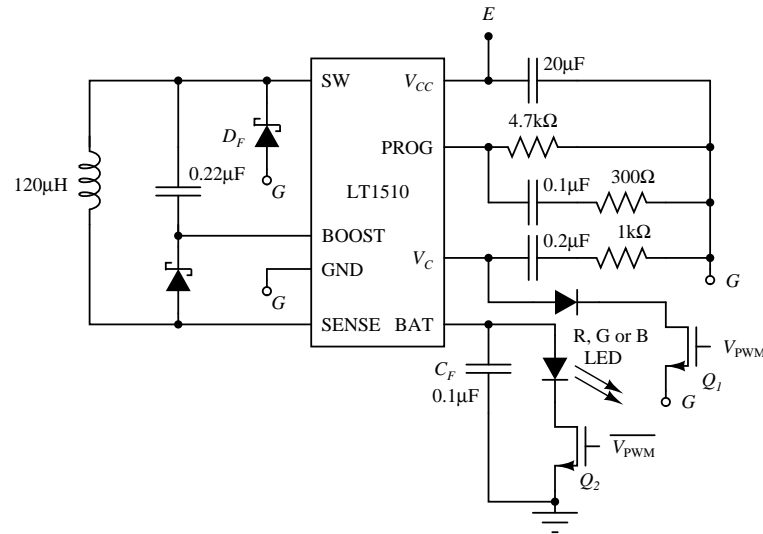 E
SW
V_CC
20μF
D_F
G
PROG
4.7kΩ
120μH
0.22μF
LT1510
0.1μF
300Ω
BOOST
V_C
0.2μF
1kΩ
GND
G
G
SENSE
BAT
R, G or B
LED
V_PWM
Q_1
G
C_F
0.1μF
V_PWM
Q_2